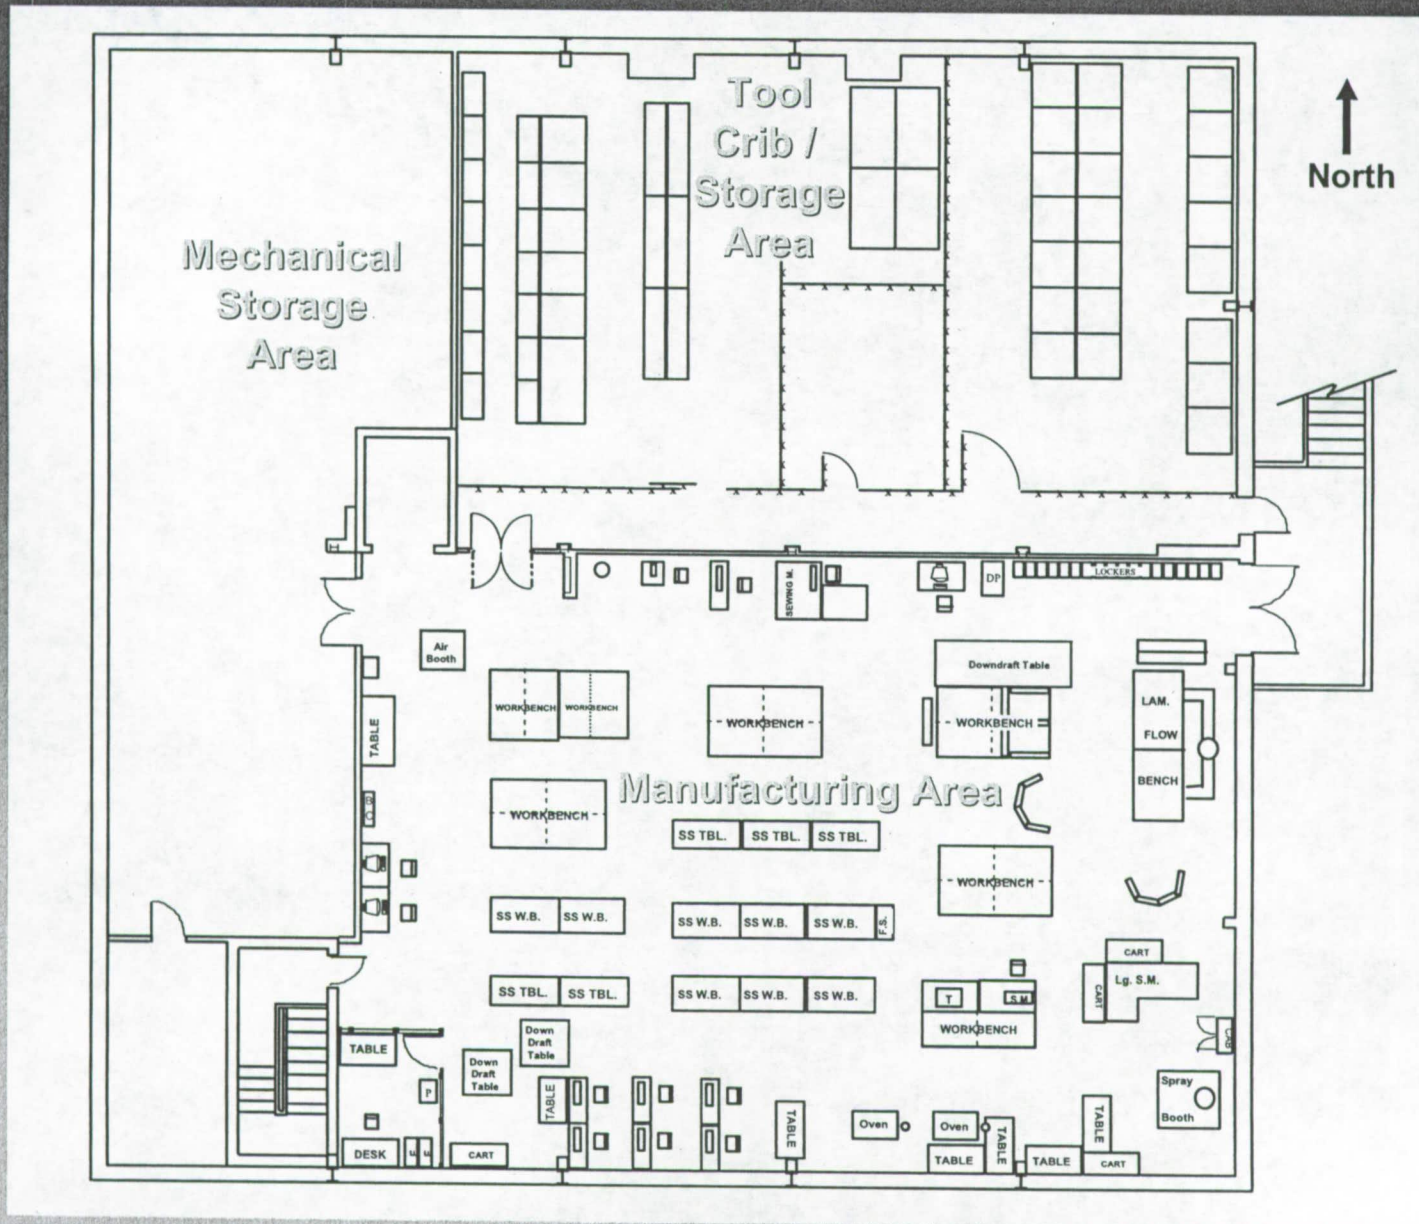 Tool
Crib /
Storage
Area
North
Mechanical
Storage
Area
SEWING M.
DP
LOCKERS
Air
Booth
Downdraft Table
TABLE
WORKBENCH
WORKBENCH
WORKBENCH
WORKBENCH
LAM.
FLOW
BENCH
Manufacturing Area
WORKBENCH
SS TBL.
SS TBL.
SS TBL.
WORKBENCH
SS W.B.
SS W.B.
SS W.B.
SS W.B.
SS W.B.
F.S.
CART
Lg. S.M.
CART
SS TBL.
SS TBL.
SS W.B.
SS W.B.
SS W.B.
T
S.M.
WORKBENCH
CAB
TABLE
Down
Draft
Table
Down
Draft
Table
P
TABLE
TABLE
Oven
Oven
TABLE
TABLE
Spray
Booth
DESK
F
F
CART
TABLE
TABLE
CART